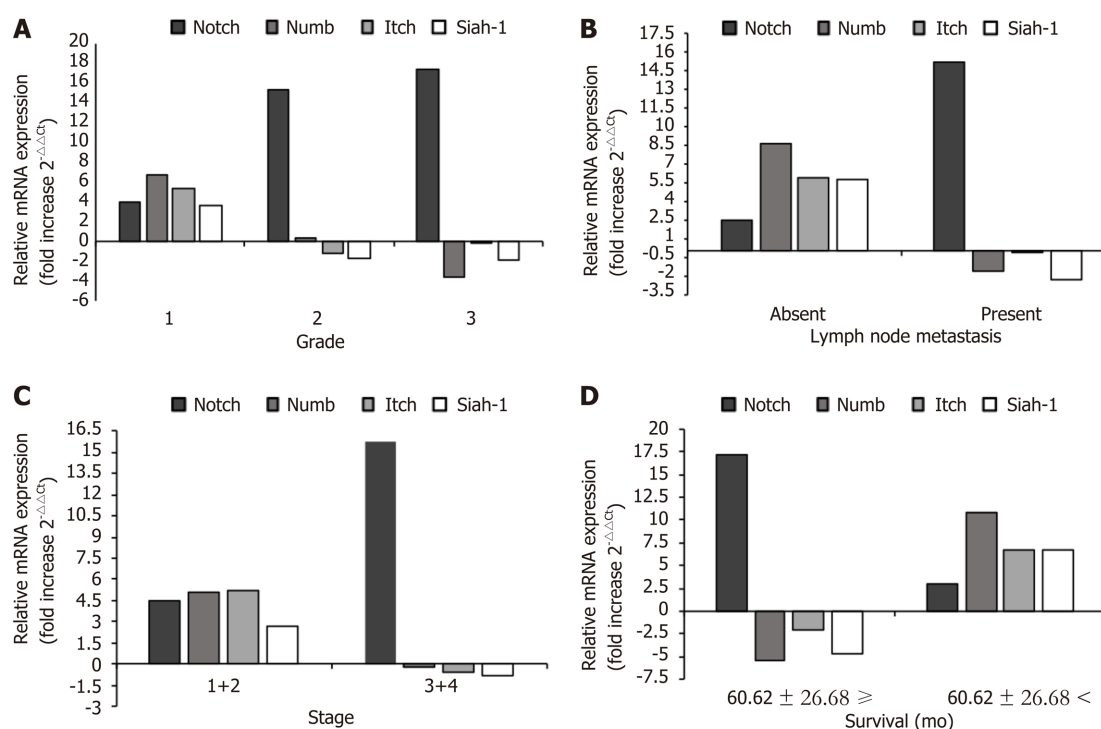 A
Notch Numb Itch Siah-1
Relative mRNA expression
(fold increase 2-△△Ct)
20
18
16
14
12
10
8
6
4
2
0
-2
-4
-6
1 2 3
Grade
B
Notch Numb Itch Siah-1
Relative mRNA expression
(fold increase 2-△△Ct)
17.5
16
14.5
13
11.5
10
8.5
7
5.5
4
2.5
1
-0.5
-2
-3.5
Absent Present
Lymph node metastasis
C
Notch Numb Itch Siah-1
Relative mRNA expression
(fold increase 2-△△Ct)
16.5
15
13.5
12
10.5
9
7.5
6
4.5
3
1.5
0
-1.5
-3
1+2 3+4
Stage
D
Notch Numb Itch Siah-1
Relative mRNA expression
(fold increase 2-△△Ct)
20
17.5
15
12.5
10
7.5
5
2.5
0
-2.5
-5
-7.5
60.62 ± 26.68 ≥ 60.62 ± 26.68 <
Survival (mo)